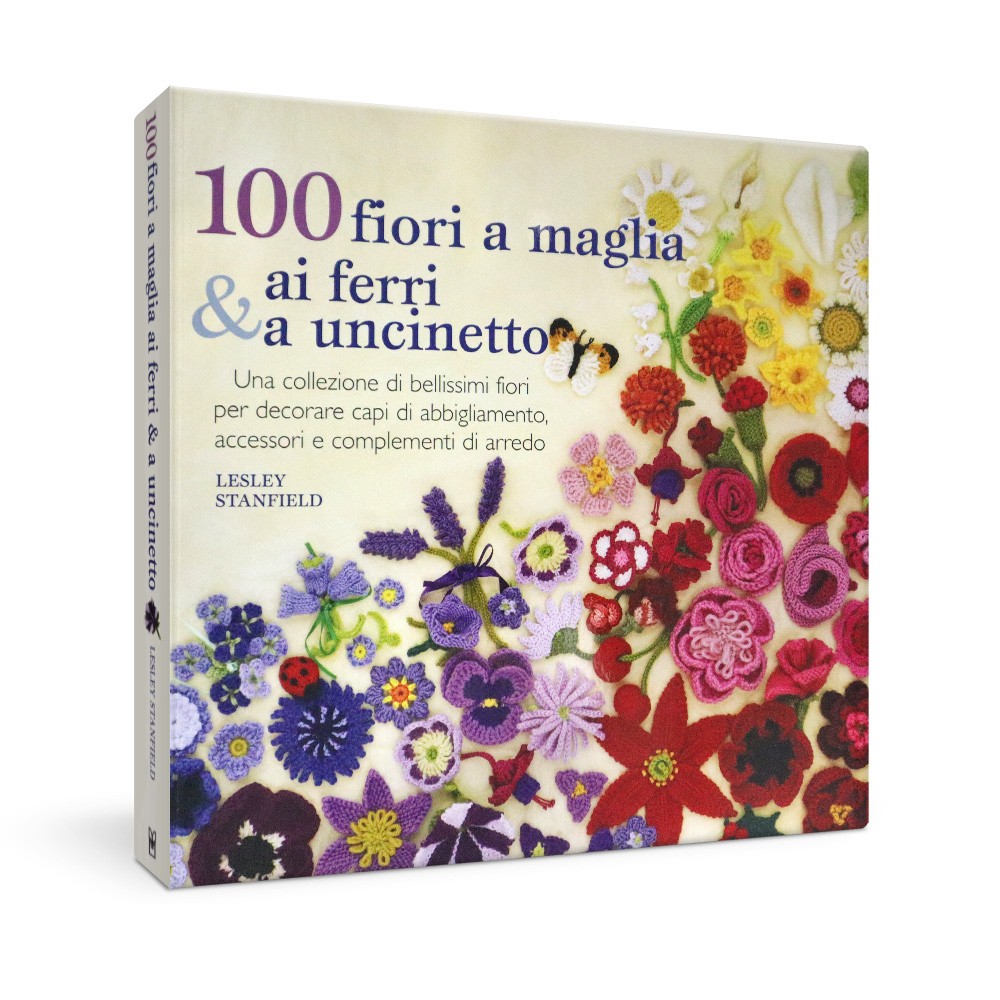 100 fiori a maglia
ai ferri
& a uncinetto
Una collezione di bellissimi fiori
per decorare capi di abbigliamento,
accessori e complementi di arredo
LESLEY
STANFIELD
100 fiori a maglia ai ferri & a uncinetto
LESLEY STANFIELD